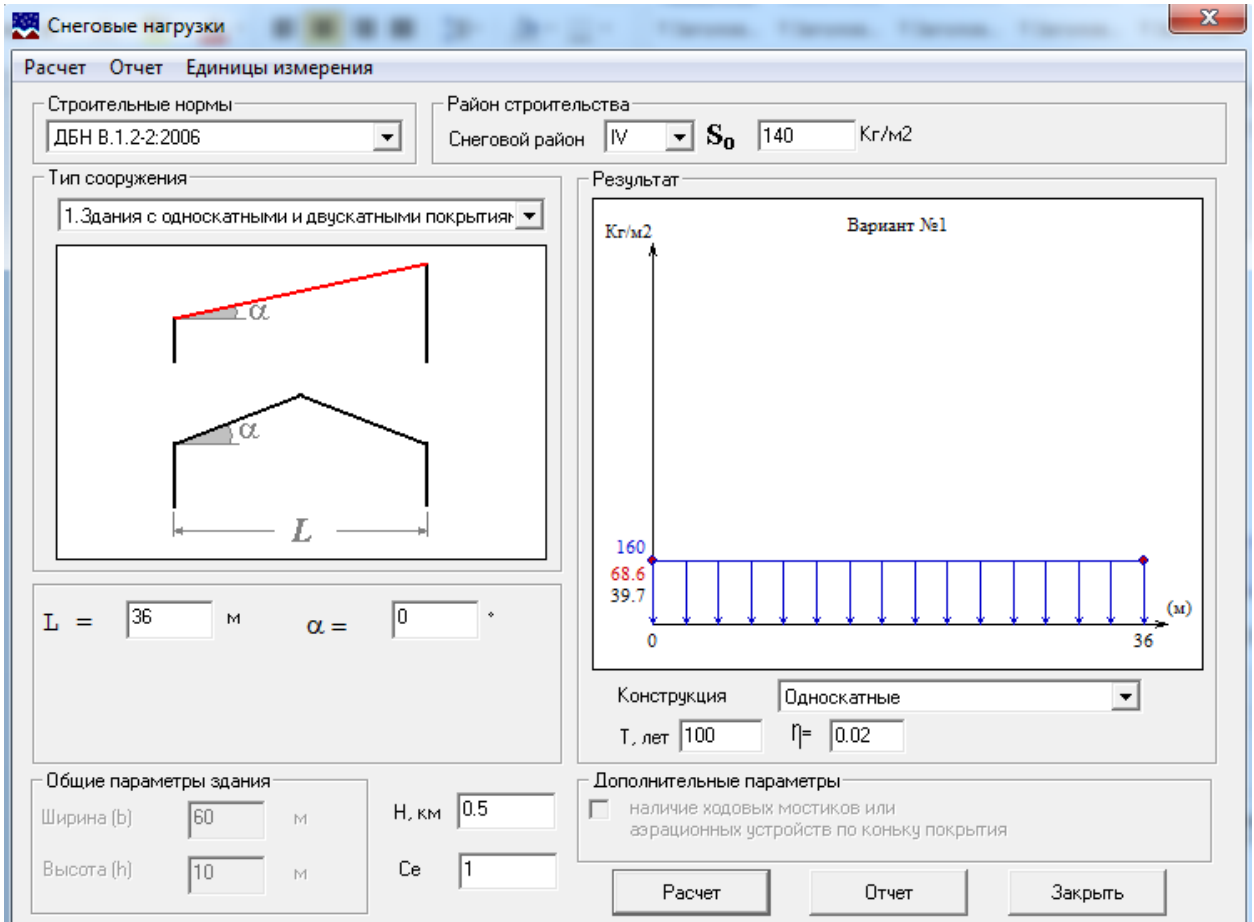 Снеговые нагрузки
Расчет Отчет Единицы измерения
Строительные нормы
ДБН В.1.2-2:2006
Район строительства
Снеговой район IV S0 140 Кг/м2
Тип сооружения
1.Здания с односкатными и двускатными покрытиям
α
α
L
L = 36 м α = 0 °
Результат
Кг/м2
Вариант №1
160
68.6
39.7
(м)
0 36
Конструкция Односкатные
Т, лет 100 η= 0.02
Общие параметры здания
Ширина (b) 60 м
Высота (h) 10 м
Н, км 0.5
Ce 1
Дополнительные параметры
наличие ходовых мостиков или
аэрационных устройств по коньку покрытия
Расчет Отчет Закрыть